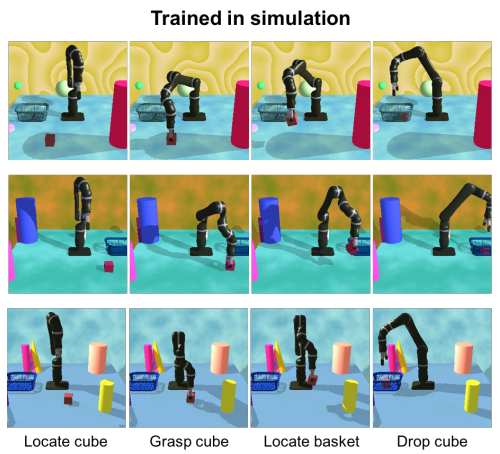 Trained in simulation
Locate cube Grasp cube Locate basket Drop cube